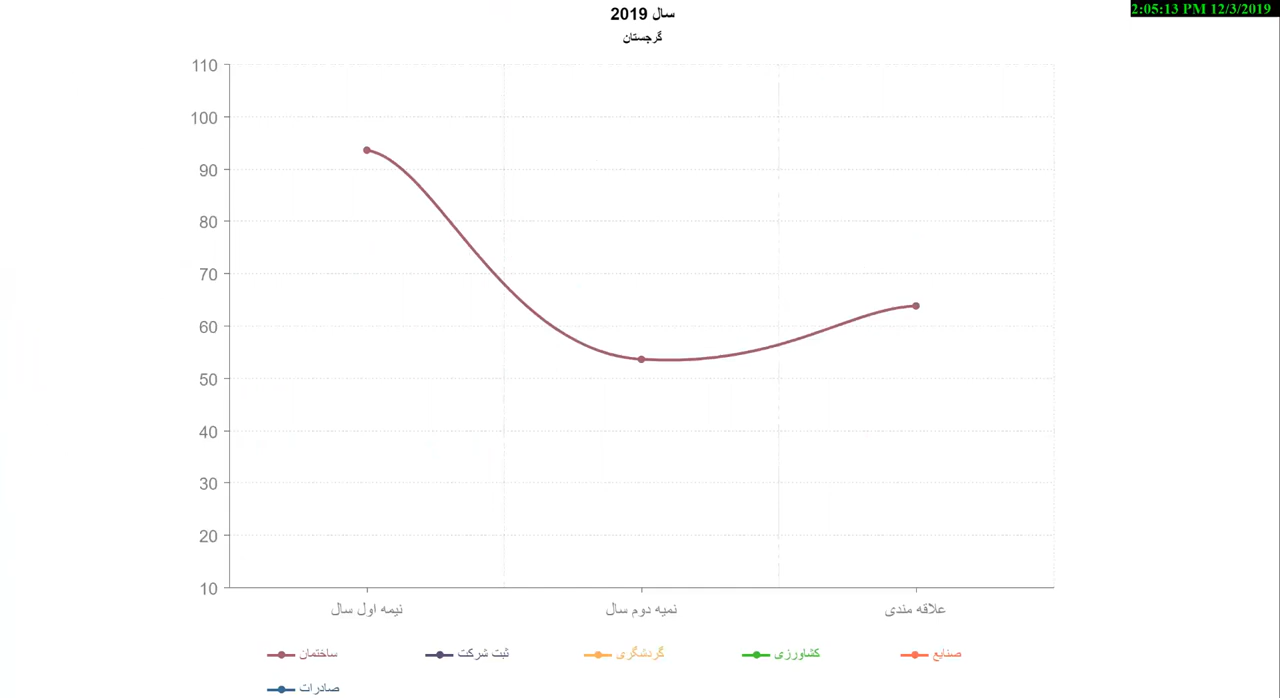 2:05:13 PM 12/3/2019
سال 2019
گرجستان
110
100
90
80
70
60
50
40
30
20
10
نیمه اول سال
نمیه دوم سال
علاقه مندی
ساختمان
ثبت شرکت
گردشگری
کشاورزی
صنایع
صادرات